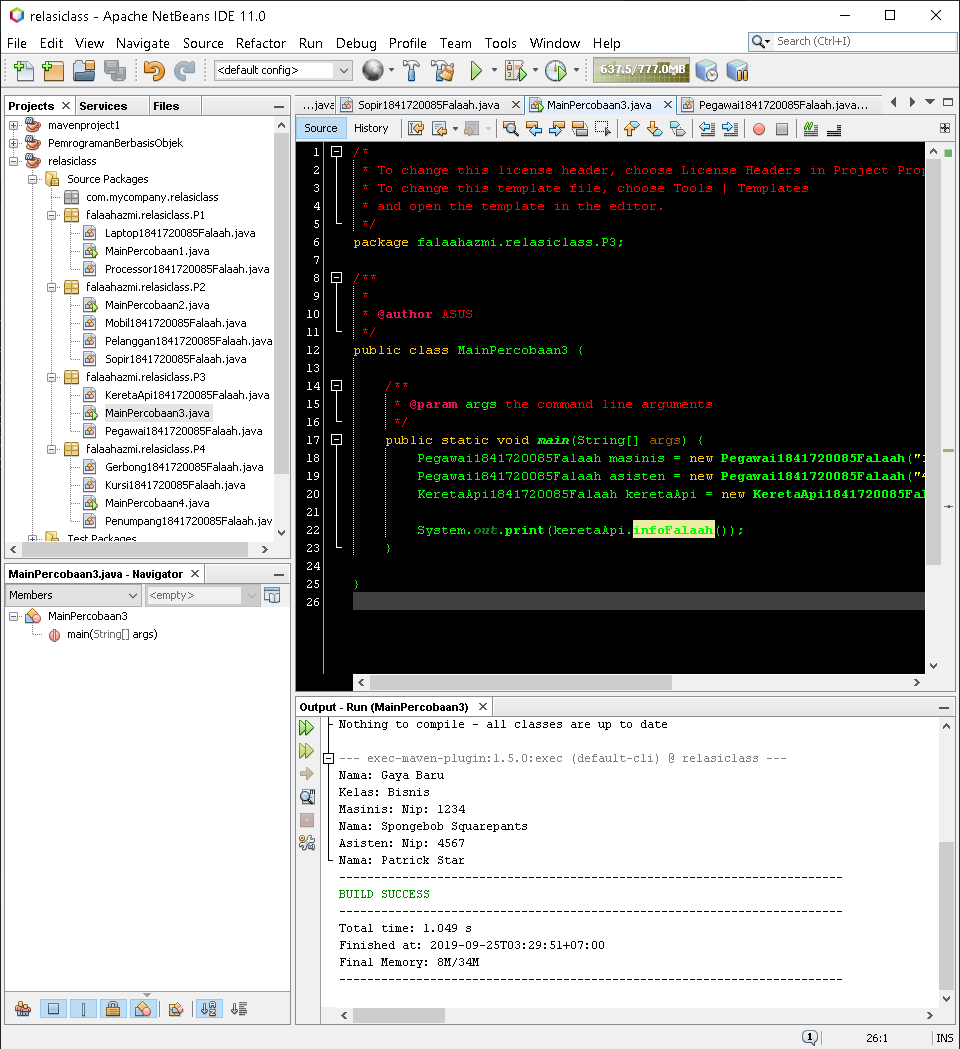 relasiclass - Apache NetBeans IDE 11.0
File Edit View Navigate Source Refactor Run Debug Profile Team Tools Window Help
Search (Ctrl+I)
<default config>
637.5/777.0MB
Projects Services Files
mavenproject1
PemrogramanBerbasisObjek
relasiclass
Source Packages
com.mycompany.relasiclass
falaahazmi.relasiclass.P1
Laptop1841720085Falaah.java
MainPercobaan1.java
Processor1841720085Falaah.java
falaahazmi.relasiclass.P2
MainPercobaan2.java
Mobil1841720085Falaah.java
Pelanggan1841720085Falaah.java
Sopir1841720085Falaah.java
falaahazmi.relasiclass.P3
KeretaApi1841720085Falaah.java
MainPercobaan3.java
Pegawai1841720085Falaah.java
falaahazmi.relasiclass.P4
Gerbong1841720085Falaah.java
Kursi1841720085Falaah.java
MainPercobaan4.java
Penumpang1841720085Falaah.jav
Test Packages
MainPercobaan3.java - Navigator
Members
<empty>
MainPercobaan3
main(String[] args)
...java Sopir1841720085Falaah.java MainPercobaan3.java Pegawai1841720085Falaah.java...
Source History
1 /*
2 * To change this license header, choose License Headers in Project Prop
3 * To change this template file, choose Tools | Templates
4 * and open the template in the editor.
5 */
6 package falaahazmi.relasiclass.P3;
7
8 /**
9 *
10 * @author ASUS
11 */
12 public class MainPercobaan3 {
13
14 /**
15 * @param args the command line arguments
16 */
17 public static void main(String[] args) {
18 Pegawai1841720085Falaah masinis = new Pegawai1841720085Falaah("1
19 Pegawai1841720085Falaah asisten = new Pegawai1841720085Falaah("4
20 KeretaApi1841720085Falaah keretaApi = new KeretaApi1841720085Fal
21
22 System.out.print(keretaApi.infoFalaah());
23 }
24
25 }
26
Output - Run (MainPercobaan3)
Nothing to compile - all classes are up to date
--- exec-maven-plugin:1.5.0:exec (default-cli) @ relasiclass ---
Nama: Gaya Baru
Kelas: Bisnis
Masinis: Nip: 1234
Nama: Spongebob Squarepants
Asisten: Nip: 4567
Nama: Patrick Star
------------------------------------------------------------------------
BUILD SUCCESS
------------------------------------------------------------------------
Total time: 1.049 s
Finished at: 2019-09-25T03:29:51+07:00
Final Memory: 8M/34M
------------------------------------------------------------------------
1
26:1
INS